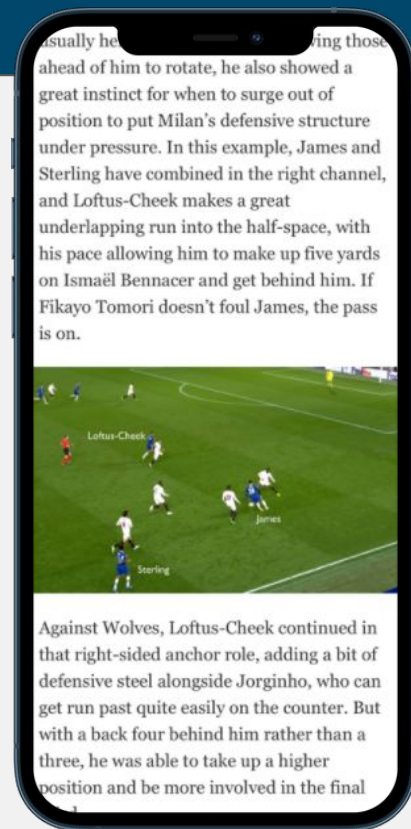 usually he
ving those
ahead of him to rotate, he also showed a
great instinct for when to surge out of
position to put Milan’s defensive structure
under pressure. In this example, James and
Sterling have combined in the right channel,
and Loftus-Cheek makes a great
underlapping run into the half-space, with
his pace allowing him to make up five yards
on Ismaël Bennacer and get behind him. If
Fikayo Tomori doesn’t foul James, the pass
is on.
Loftus-Cheek
James
Sterling
Against Wolves, Loftus-Cheek continued in
that right-sided anchor role, adding a bit of
defensive steel alongside Jorginho, who can
get run past quite easily on the counter. But
with a back four behind him rather than a
three, he was able to take up a higher
position and be more involved in the final